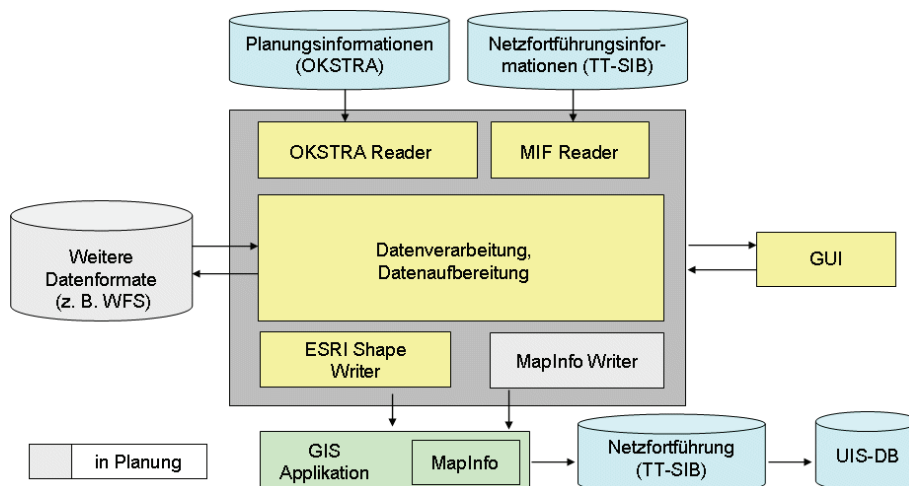 Planungsinformationen
(OKSTRA)
Netzfortführungsinfor-
mationen (TT-SIB)
OKSTRA Reader
MIF Reader
Weitere
Datenformate
(z. B. WFS)
Datenverarbeitung,
Datenaufbereitung
GUI
ESRI Shape
Writer
MapInfo Writer
in Planung
GIS
Applikation
MapInfo
Netzfortführung
(TT-SIB)
UIS-DB